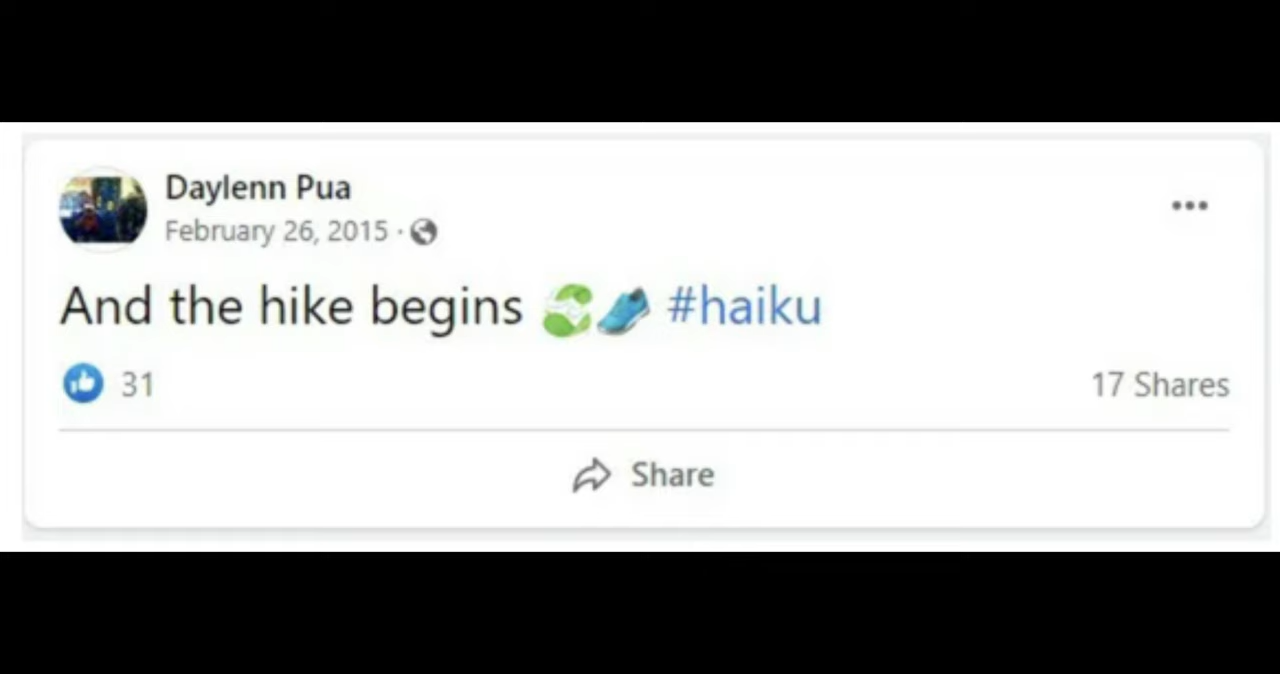 Daylenn Pua
February 26, 2015 ·
And the hike begins #haiku
31
17 Shares
Share